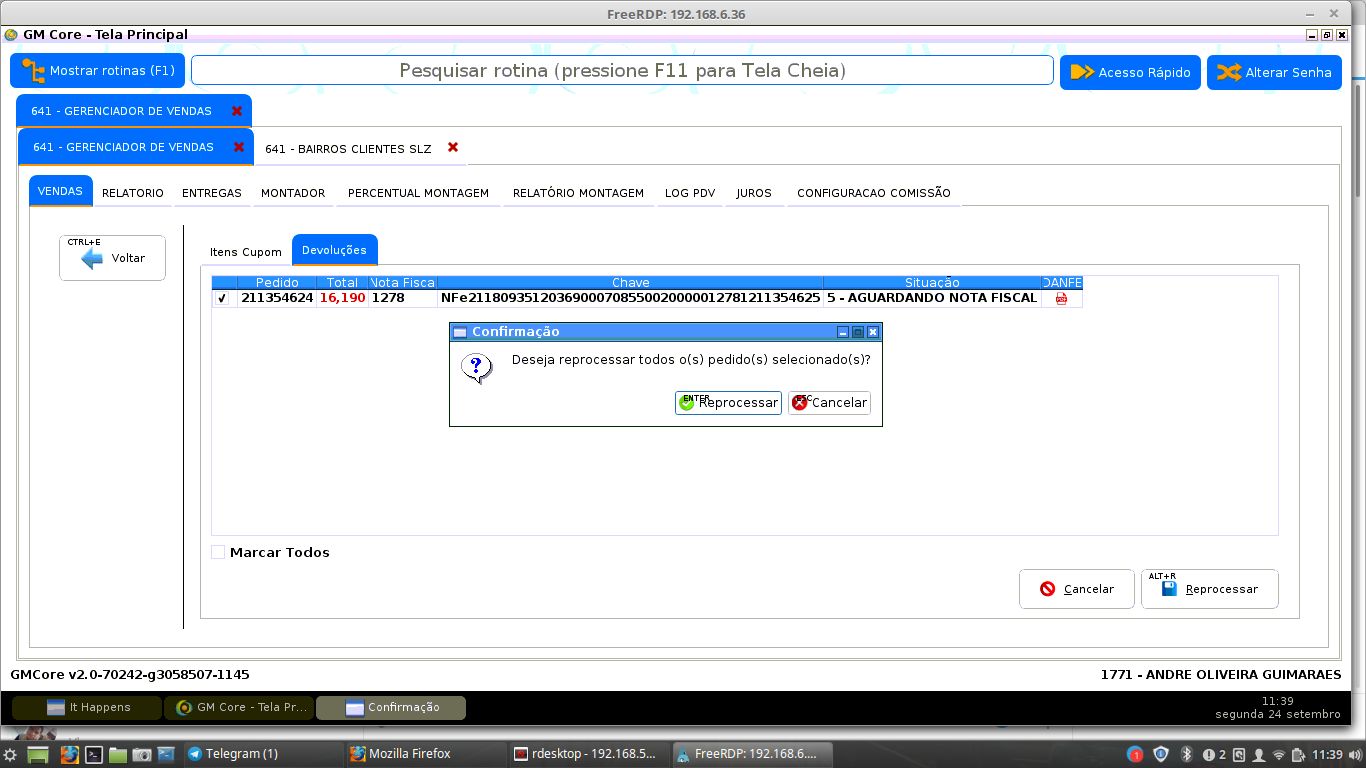 FreeRDP: 192.168.6.36
GM Core - Tela Principal
Mostrar rotinas (F1)
Pesquisar rotina (pressione F11 para Tela Cheia)
Acesso Rápido
Alterar Senha
641 - GERENCIADOR DE VENDAS
641 - GERENCIADOR DE VENDAS
641 - BAIRROS CLIENTES SLZ
VENDAS RELATORIO ENTREGAS MONTADOR PERCENTUAL MONTAGEM RELATÓRIO MONTAGEM LOG PDV JUROS CONFIGURACAO COMISSÃO
CTRL+E
Voltar
Itens Cupom Devoluções
Pedido Total Nota Fisca Chave Situação DANFE
211354624 16,190 1278 NFe21180935120369000708550020000012781211354625 5 - AGUARDANDO NOTA FISCAL
Confirmação
Deseja reprocessar todos o(s) pedido(s) selecionado(s)?
ENTER Reprocessar
ESC Cancelar
Marcar Todos
Cancelar
ALT+R
Reprocessar
GMCore v2.0-70242-g3058507-1145
1771 - ANDRE OLIVEIRA GUIMARAES
It Happens
GM Core - Tela Pr...
Confirmação
11:39
segunda 24 setembro
Telegram (1)
Mozilla Firefox
rdesktop - 192.168.5...
FreeRDP: 192.168.6....
1
2
11:39